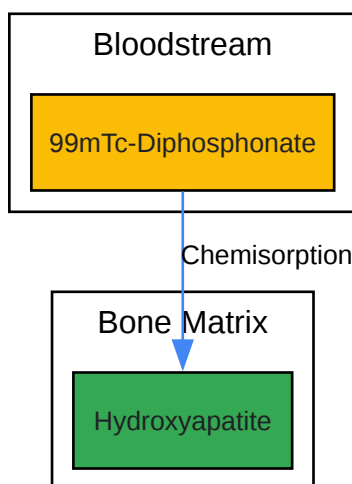 Bloodstream
99mTc-Diphosphonate
Chemisorption
Bone Matrix
Hydroxyapatite